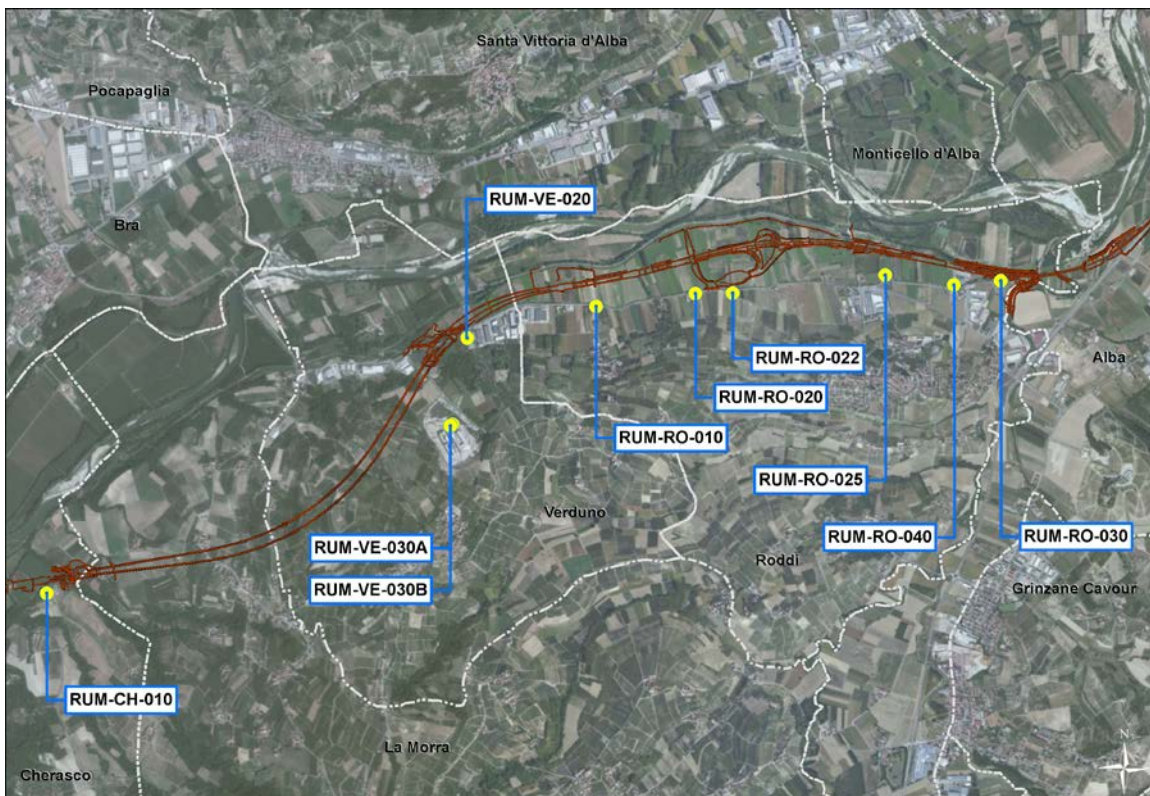 Santa Vittoria d'Alba
Pocapaglia
Monticello d'Alba
RUM-VE-020
Bra
RUM-RO-022
Alba
RUM-RO-020
RUM-RO-010
RUM-RO-025
Verduno
RUM-RO-040
RUM-RO-030
RUM-VE-030A
Roddi
RUM-VE-030B
Grinzane Cavour
RUM-CH-010
N
La Morra
Cherasco